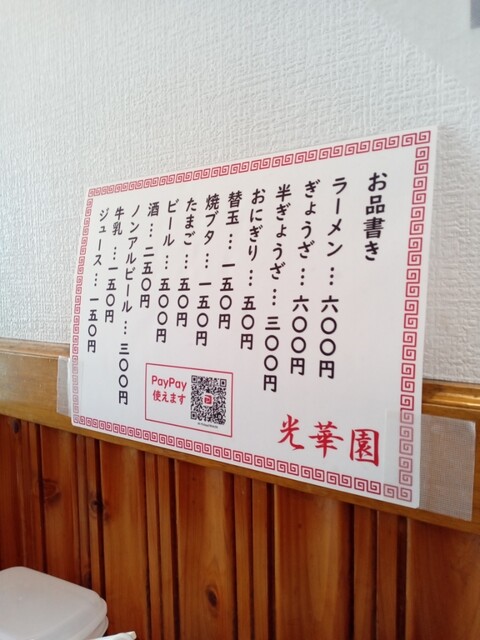 お品書き
ラーメン…六〇〇円
ぎょうざ…六〇〇円
半ぎょうざ…三〇〇円
おにぎり…五〇円
替玉…一五〇円
焼ブタ…一五〇円
たまご…五〇円
ビール…五〇〇円
酒…二五〇円
ノンアルビール…三〇〇円
牛乳…一五〇円
ジュース…一五〇円
PayPay
使えます
光華園